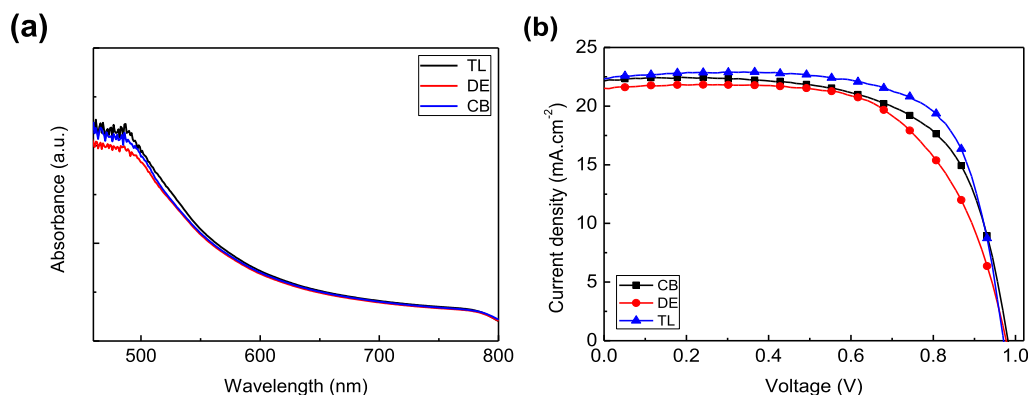 (a)
TL
DE
CB
Absorbance (a.u.)
500
600
700
800
Wavelength (nm)
(b)
25
20
15
10
5
0
Current density (mA.cm-2)
CB
DE
TL
0.0
0.2
0.4
0.6
0.8
1.0
Voltage (V)